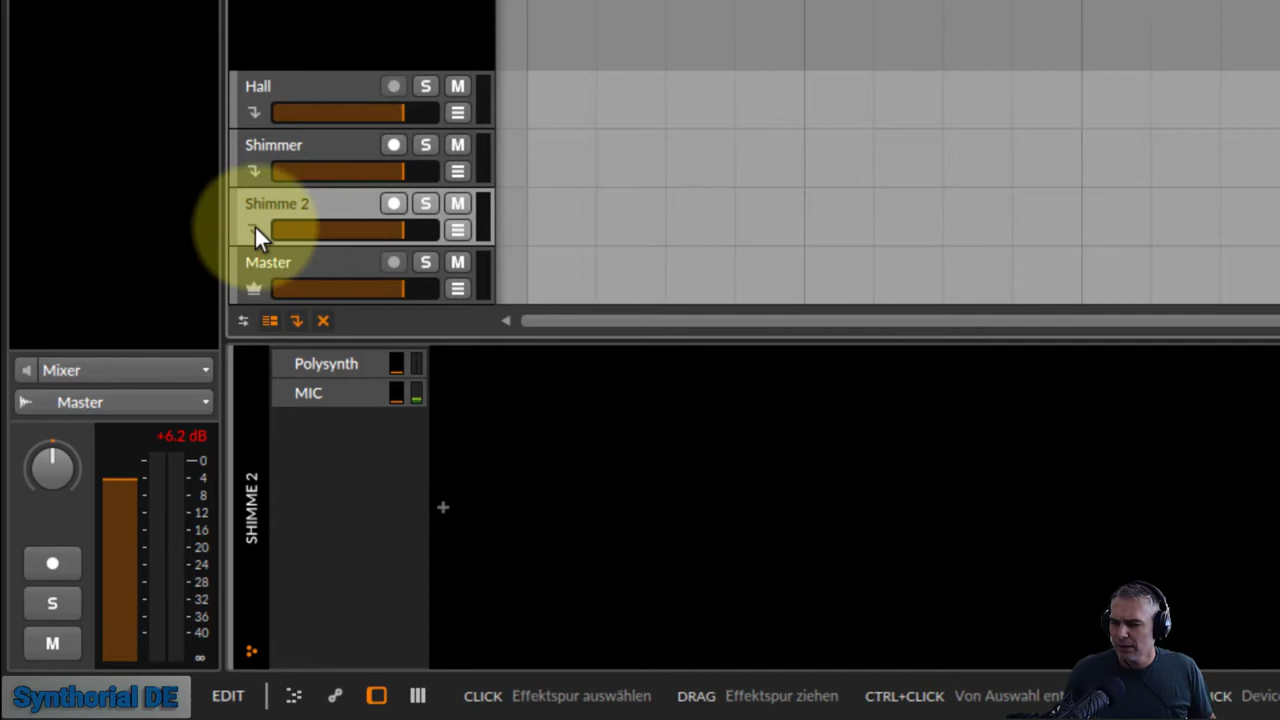 Hall
S M
Shimmer
S M
Shimme 2
S M
Master
S M
Mixer
Master
+6.2 dB
0
4
8
12
16
20
24
28
32
36
40
∞
S
M
SHIMME 2
Polysynth
MIC
+
Synthorial DE
EDIT CLICK Effektspur auswählen DRAG Effektspur ziehen CTRL+CLICK Von Auswahl